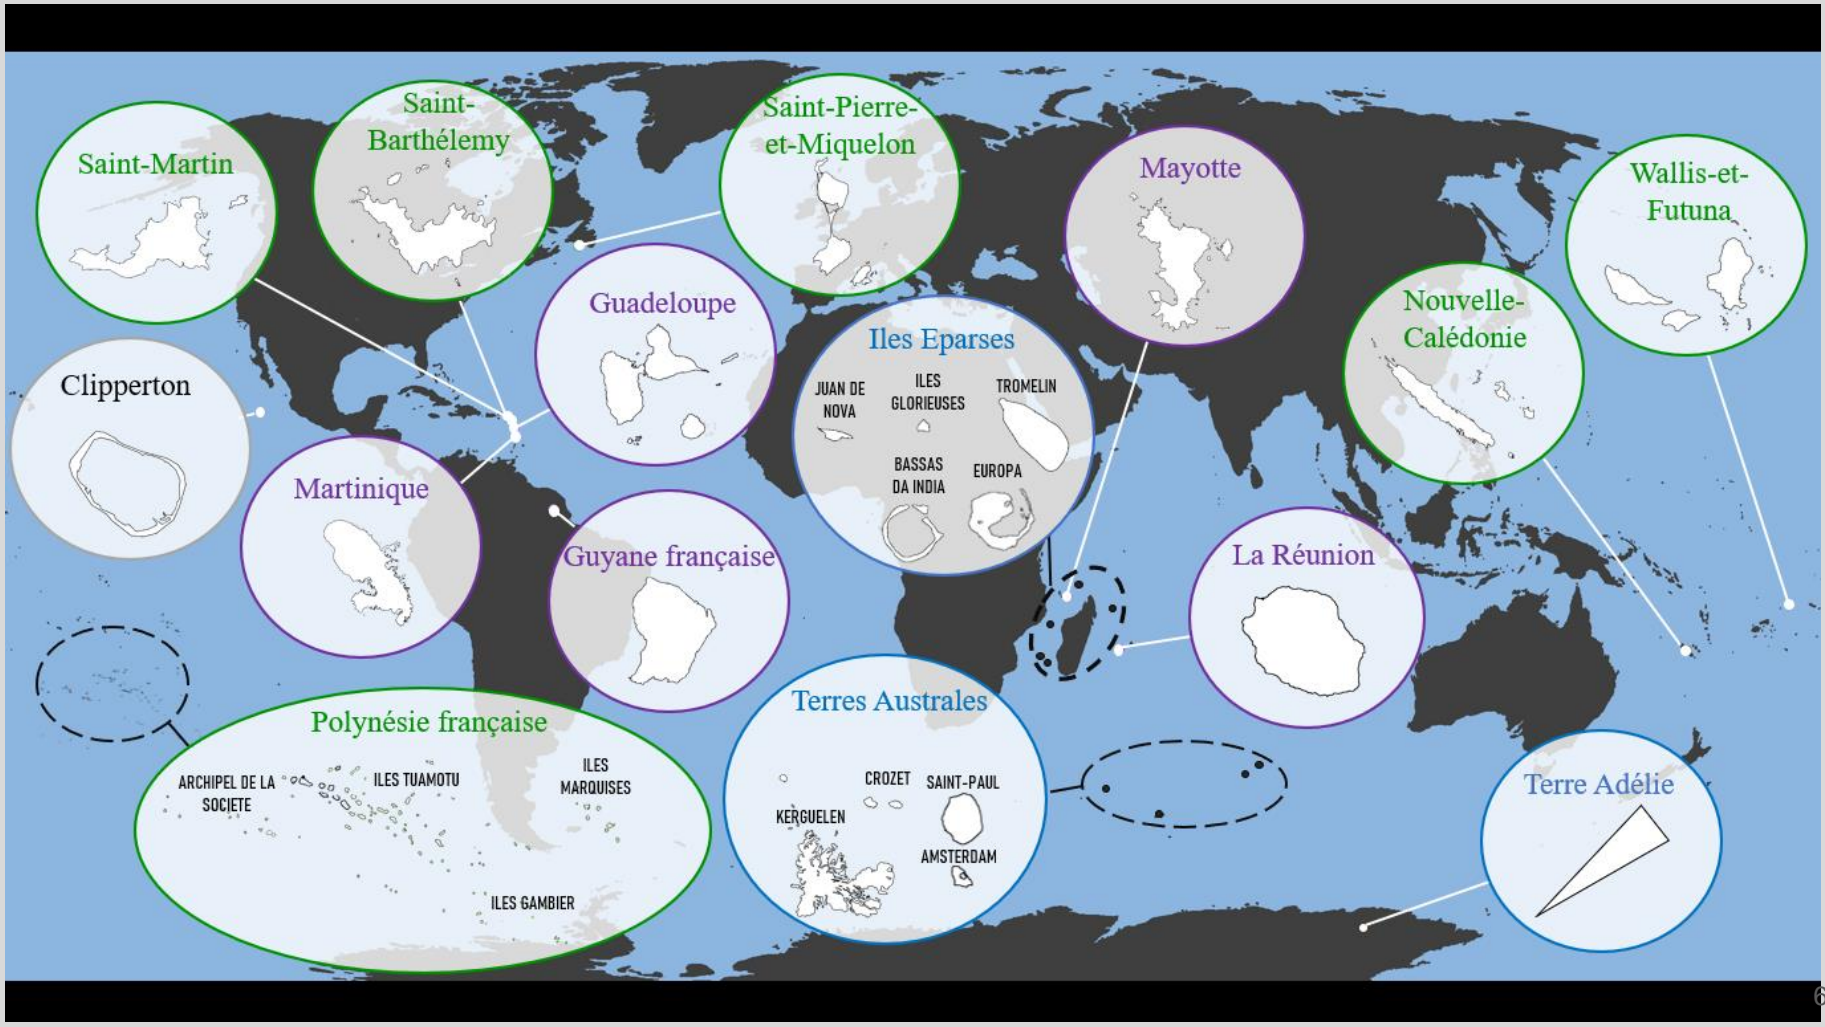 Saint-
Barthélemy
Saint-Pierre-
et-Miquelon
Saint-Martin
Mayotte
Wallis-et-
Futuna
Guadeloupe
Nouvelle-
Calédonie
Iles Eparses
JUAN DE
NOVA
ILES
GLORIEUSES
TROMELIN
BASSAS
DA INDIA
EUROPA
Clipperton
Martinique
Guyane française
La Réunion
Polynésie française
ARCHIPEL DE LA
SOCIETE
ILES TUAMOTU
ILES
MARQUISES
ILES GAMBIER
Terres Australes
CROZET
SAINT-PAUL
KERGUELEN
AMSTERDAM
Terre Adélie
6